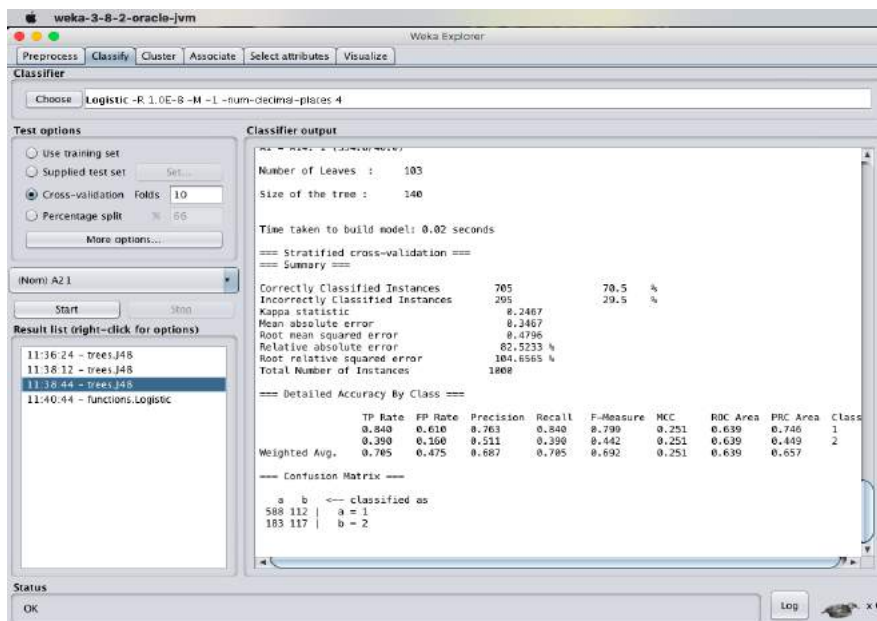 weka-3-8-2-oracle-jvm
Weka Explorer
Preprocess Classify Cluster Associate Select attributes Visualize
Classifier
Choose Logistic -R 1.0E-8 -M -1 -num-decimal-places 4
Test options
Use training set
Supplied test set Set...
Cross-validation Folds 10
Percentage split % 66
More options...
(Nom) A21
Start Stop
Result list (right-click for options)
11:36:24 - trees.J48
11:38:12 - trees.J48
11:38:44 - trees.J48
11:40:44 - functions.Logistic
Classifier output
Number of Leaves : 103
Size of the tree : 140
Time taken to build model: 0.02 seconds
=== Stratified cross-validation ===
=== Summary ===
Correctly Classified Instances 705 70.5 %
Incorrectly Classified Instances 295 29.5 %
Kappa statistic 0.2467
Mean absolute error 0.3467
Root mean squared error 0.4796
Relative absolute error 82.5233 %
Root relative squared error 104.6565 %
Total Number of Instances 1000
=== Detailed Accuracy By Class ===
TP Rate FP Rate Precision Recall F-Measure MCC ROC Area PRC Area Class
0.840 0.610 0.763 0.840 0.799 0.251 0.639 0.746 1
0.390 0.160 0.511 0.390 0.442 0.251 0.639 0.449 2
Weighted Avg. 0.705 0.475 0.687 0.705 0.692 0.251 0.639 0.657
=== Confusion Matrix ===
a b <-- classified as
588 112 | a = 1
183 117 | b = 2
Status
OK
Log